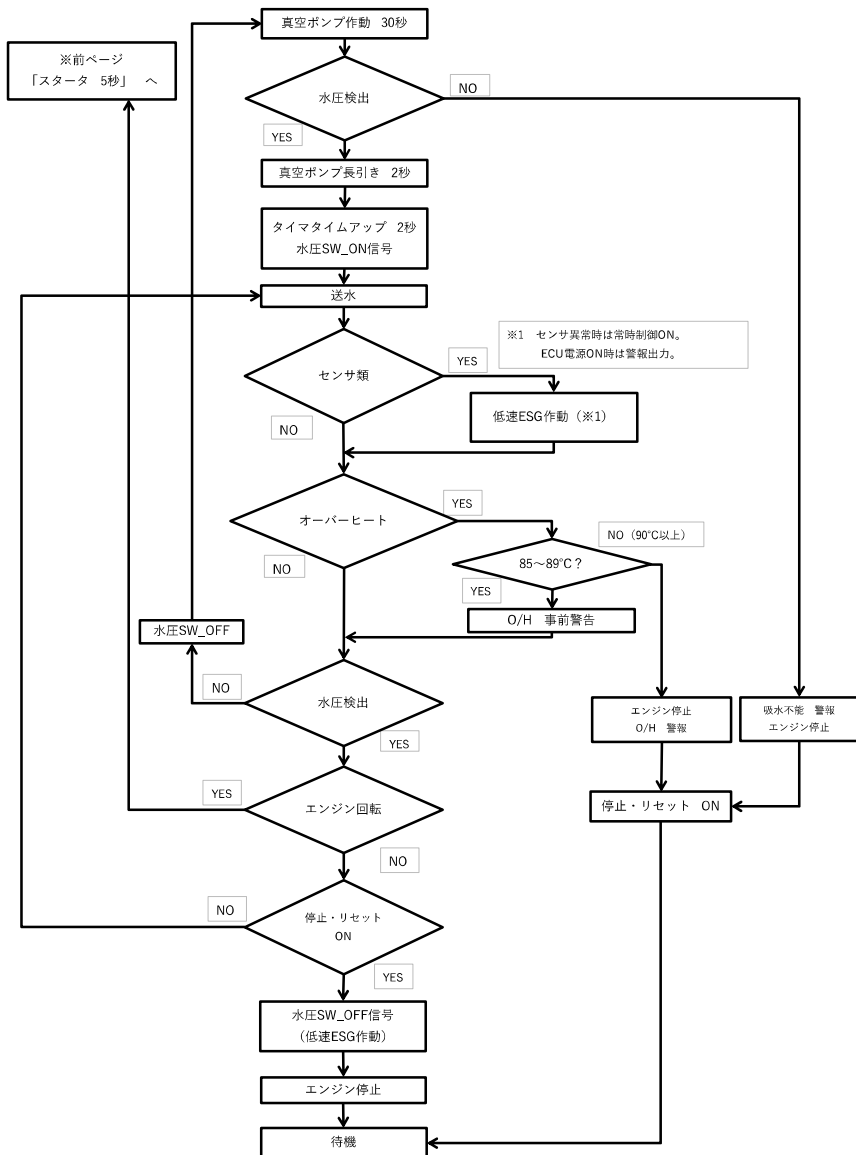 真空ポンプ作動 30秒
※前ページ
「スタータ 5秒」 へ
水圧検出
NO
YES
真空ポンプ長引き 2秒
タイマタイムアップ 2秒
水圧SW_ON信号
送水
※1 センサ異常時は常時制御ON。
ECU電源ON時は警報出力。
センサ類
YES
低速ESG作動（※1）
NO
オーバーヒート
YES
NO（90℃以上）
85～89℃？
NO
YES
O/H 事前警告
水圧SW_OFF
水圧検出
NO
エンジン停止
O/H 警報
吸水不能 警報
エンジン停止
YES
YES
エンジン回転
停止・リセット ON
NO
NO
停止・リセット
ON
YES
水圧SW_OFF信号
（低速ESG作動）
エンジン停止
待機